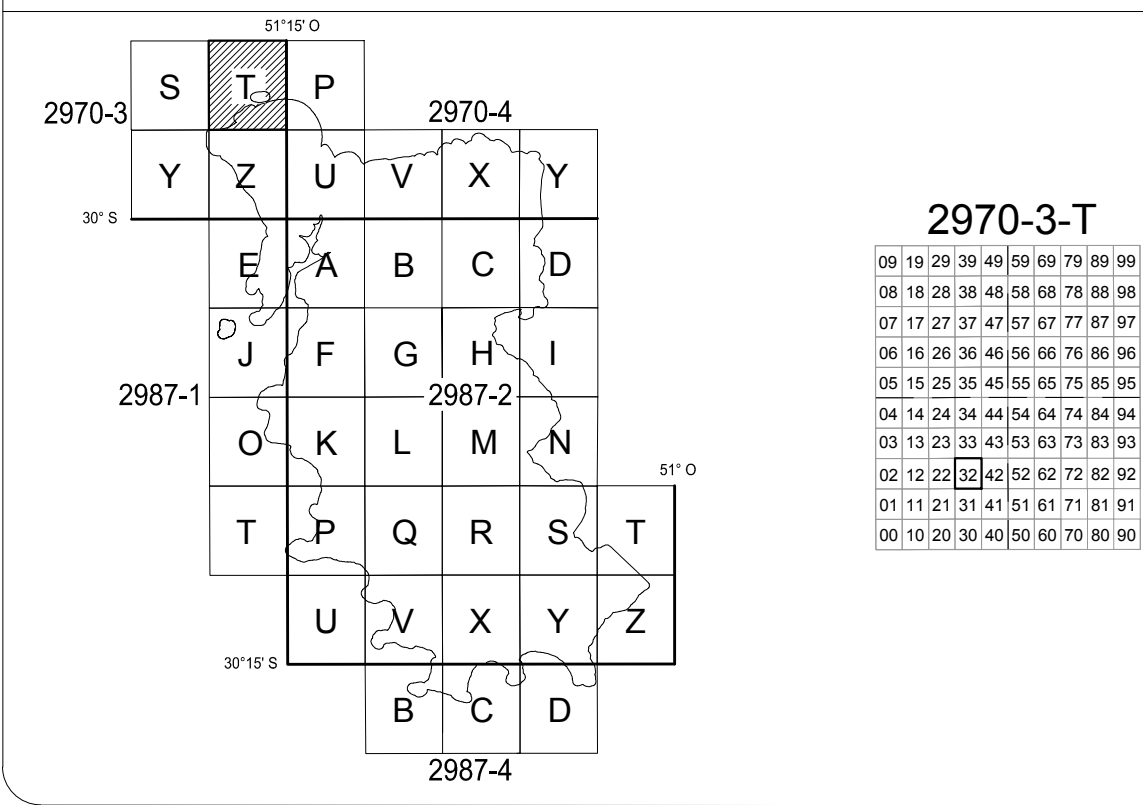 51°15' O
S T P
2970-3
2970-4
Y Z U V X Y
30° S
E A B C D
J F G H I
2987-1
2987-2
O K L M N
51° O
T P Q R S T
U V X Y Z
30°15' S
B C D
2987-4
2970-3-T
09 19 29 39 49 59 69 79 89 99
08 18 28 38 48 58 68 78 88 98
07 17 27 37 47 57 67 77 87 97
06 16 26 36 46 56 66 76 86 96
05 15 25 35 45 55 65 75 85 95
04 14 24 34 44 54 64 74 84 94
03 13 23 33 43 53 63 73 83 93
02 12 22 32 42 52 62 72 82 92
01 11 21 31 41 51 61 71 81 91
00 10 20 30 40 50 60 70 80 90